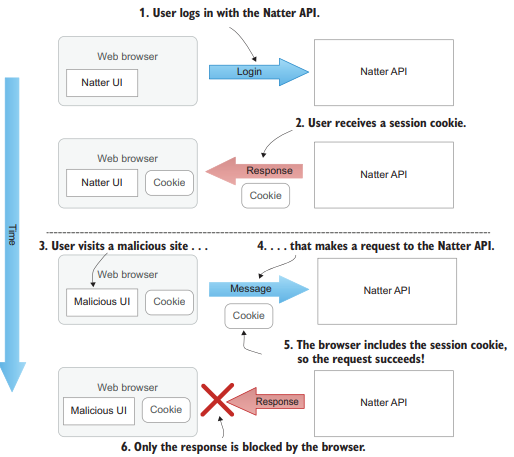 1. User logs in with the Natter API.
Web browser
Natter UI
Login
Natter API
2. User receives a session cookie.
Web browser
Natter UI
Cookie
Response
Cookie
Natter API
Time
3. User visits a malicious site . . .
4. . . . that makes a request to the Natter API.
Web browser
Malicious UI
Cookie
Message
Cookie
Natter API
5. The browser includes the session cookie,
so the request succeeds!
Web browser
Malicious UI
Cookie
Response
Natter API
6. Only the response is blocked by the browser.